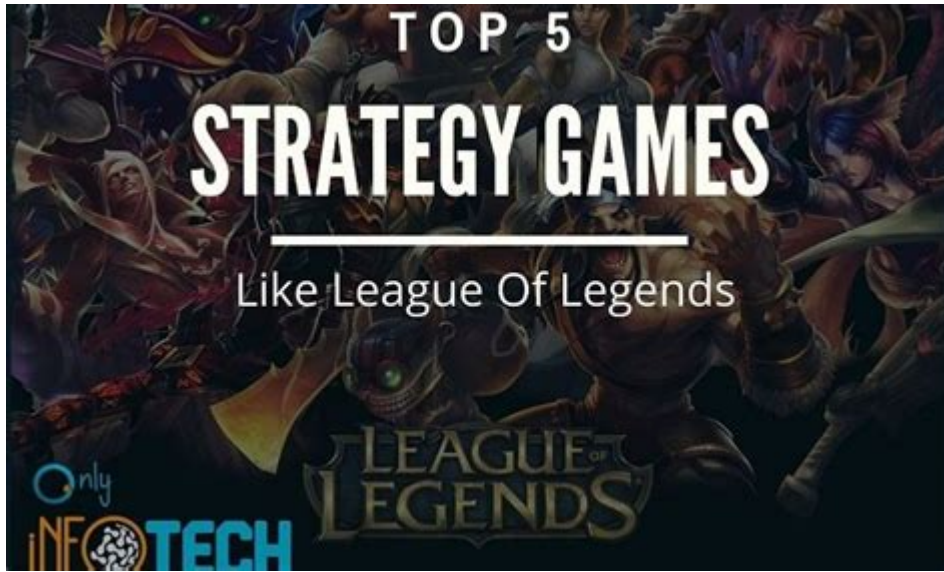 TOP 5
STRATEGY GAMES
Like League Of Legends
LEAGUE OF
LEGENDS
Only
iNFOTECH